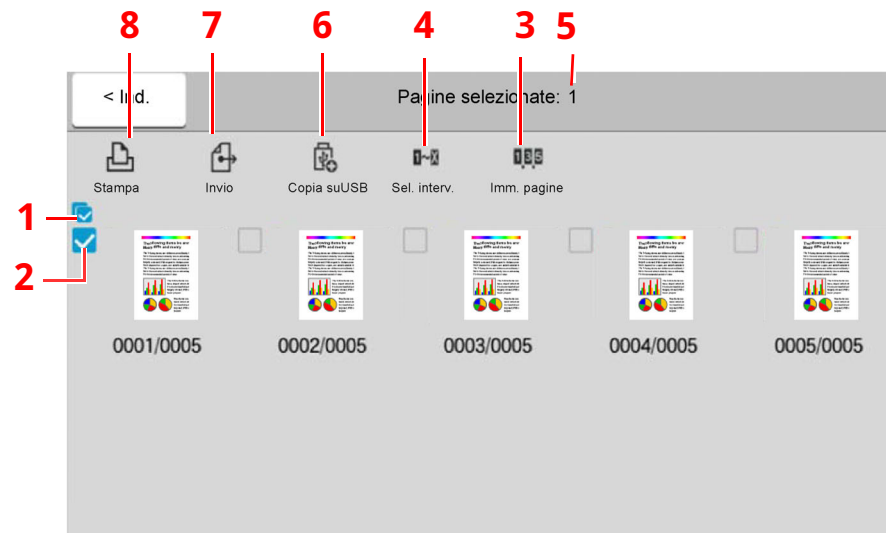 8 7 6 4 3 5
< Ind. Pagine selezionate: 1
Stampa Invio Copia suUSB Sel. interv. Imm. pagine
1
2
0001/0005 0002/0005 0003/0005 0004/0005 0005/0005